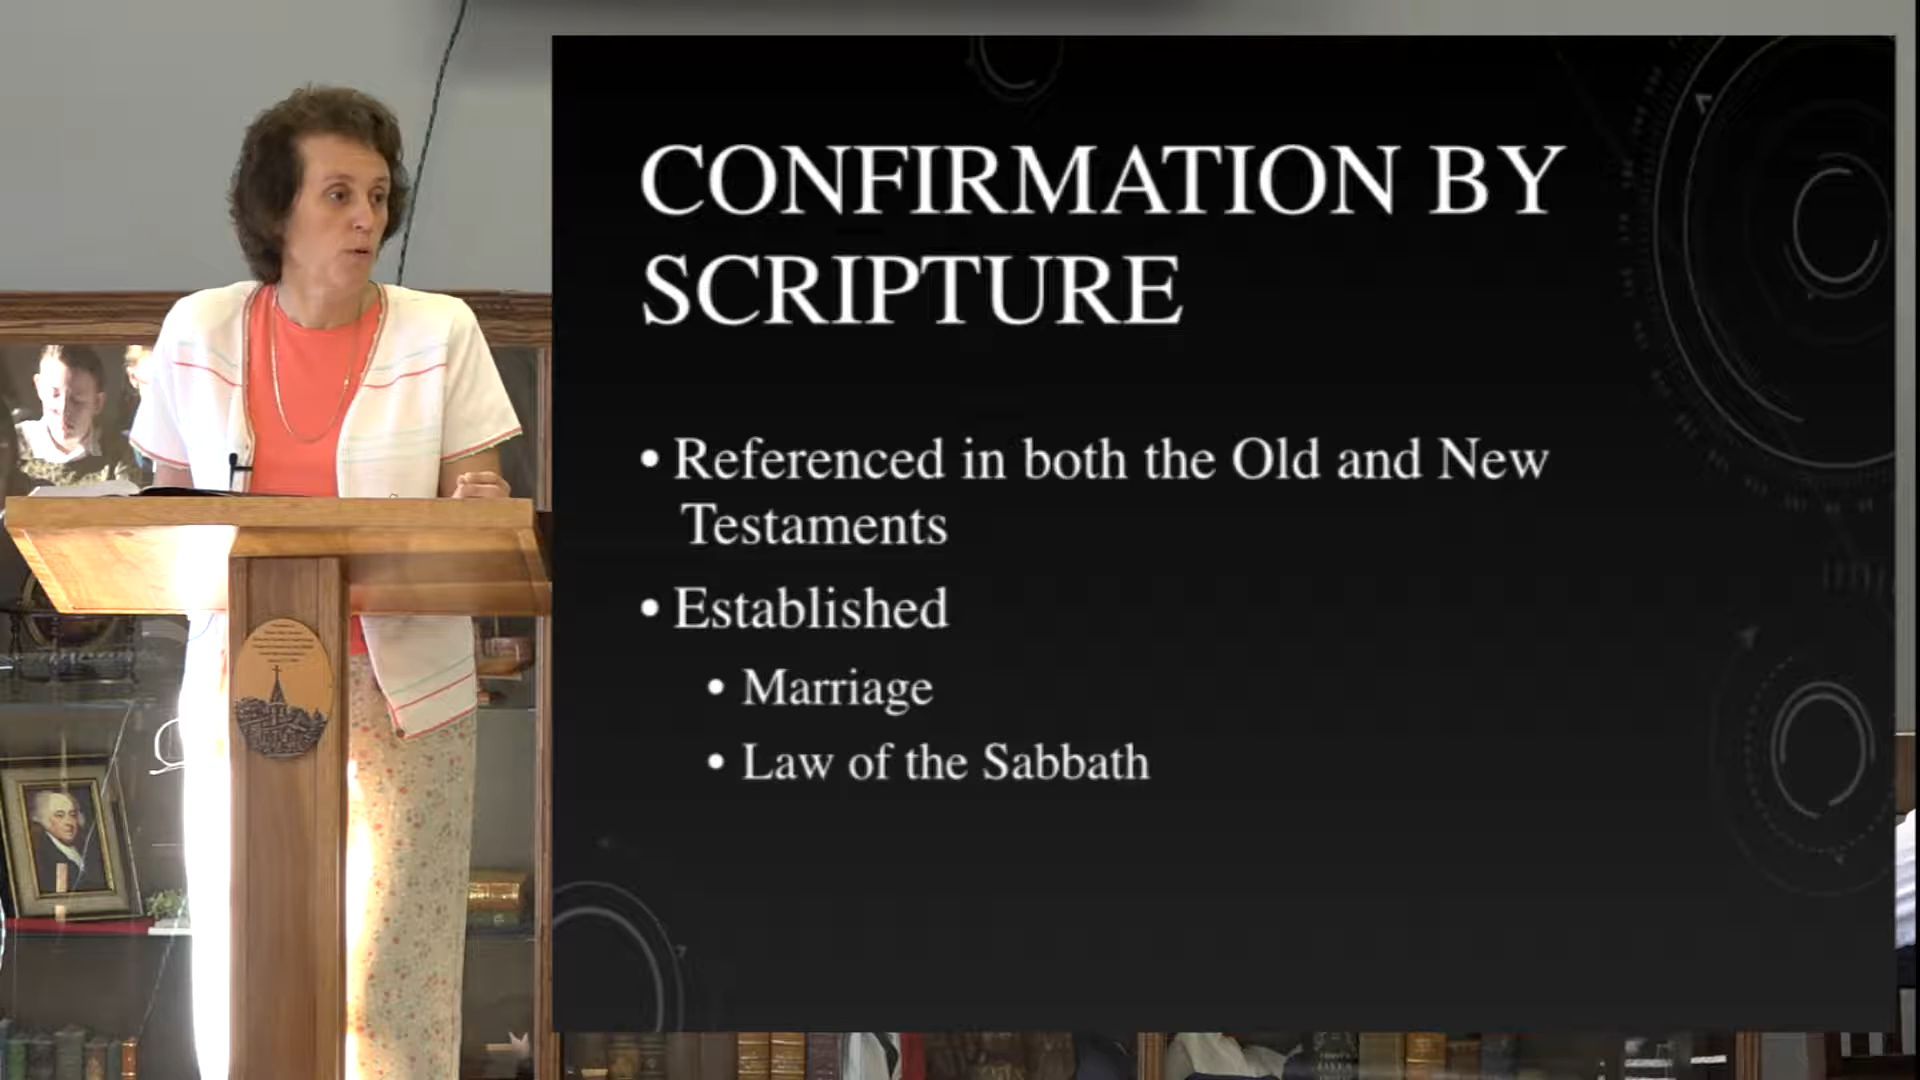 CONFIRMATION BY
SCRIPTURE
• Referenced in both the Old and New
Testaments
• Established
• Marriage
• Law of the Sabbath